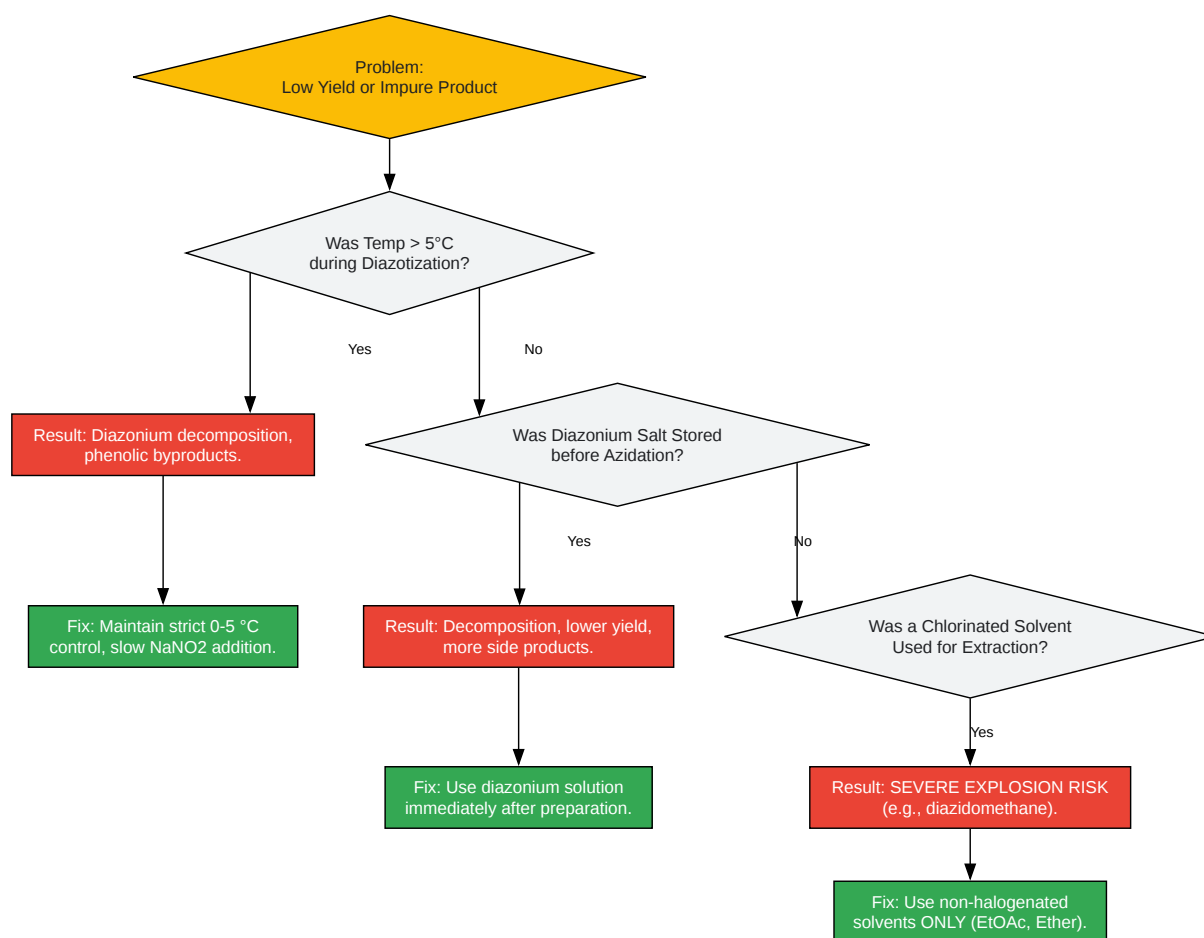 Problem:
Low Yield or Impure Product
Was Temp > 5°C
during Diazotization?
Yes
No
Result: Diazonium decomposition,
phenolic byproducts.
Was Diazonium Salt Stored
before Azidation?
Yes
No
Fix: Maintain strict 0-5 °C
control, slow NaNO2 addition.
Result: Decomposition, lower yield,
more side products.
Was a Chlorinated Solvent
Used for Extraction?
Yes
Fix: Use diazonium solution
immediately after preparation.
Result: SEVERE EXPLOSION RISK
(e.g., diazidomethane).
Fix: Use non-halogenated
solvents ONLY (EtOAc, Ether).